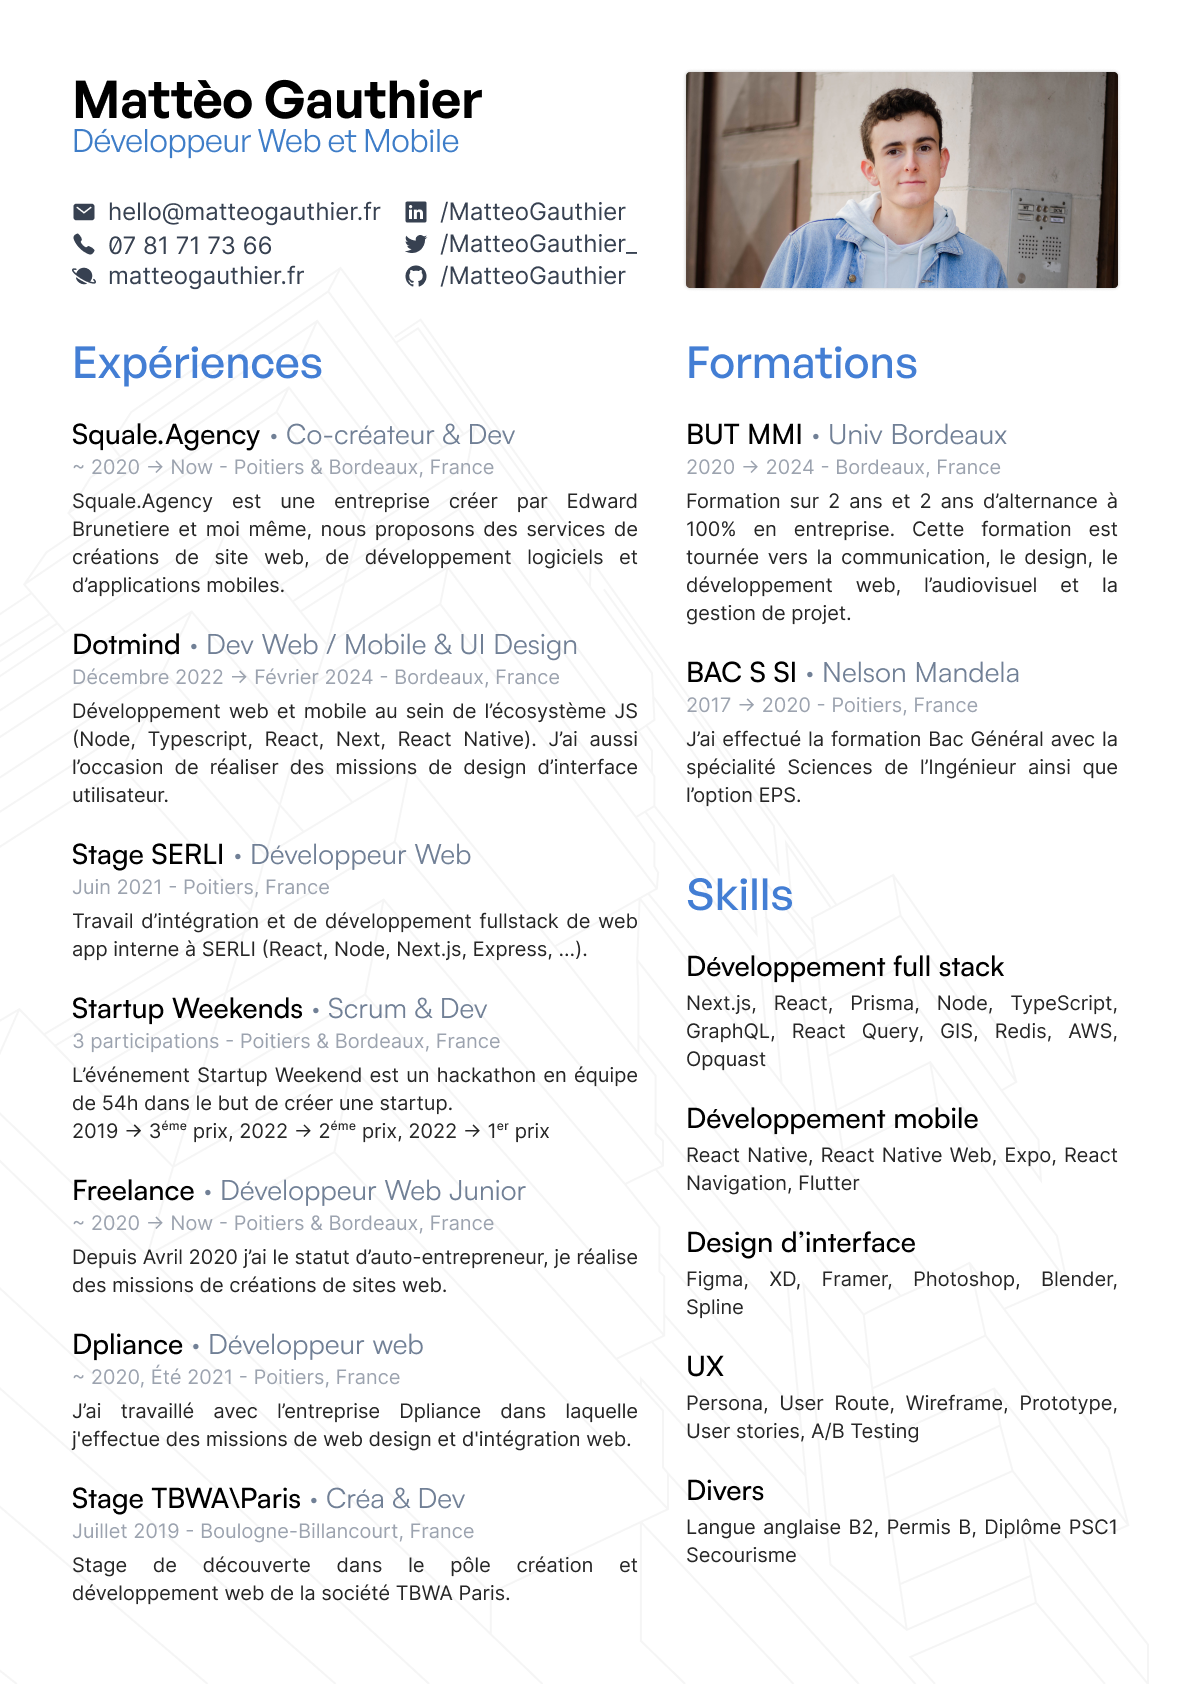 Mattèo Gauthier
Développeur Web et Mobile
hello@matteogauthier.fr
07 81 71 73 66
matteogauthier.fr
/MatteoGauthier
/MatteoGauthier_
/MatteoGauthier
Expériences
Squale.Agency • Co-créateur & Dev
~ 2020 → Now - Poitiers & Bordeaux, France
Squale.Agency est une entreprise créer par Edward
Brunetiere et moi même, nous proposons des services de
créations de site web, de développement logiciels et
d’applications mobiles.
Dotmind • Dev Web / Mobile & UI Design
Décembre 2022 → Février 2024 - Bordeaux, France
Développement web et mobile au sein de l’écosystème JS
(Node, Typescript, React, Next, React Native). J’ai aussi
l’occasion de réaliser des missions de design d’interface
utilisateur.
Stage SERLI • Développeur Web
Juin 2021 - Poitiers, France
Travail d’intégration et de développement fullstack de web
app interne à SERLI (React, Node, Next.js, Express, ...).
Startup Weekends • Scrum & Dev
3 participations - Poitiers & Bordeaux, France
L’événement Startup Weekend est un hackathon en équipe
de 54h dans le but de créer une startup.
2019 → 3éme prix, 2022 → 2éme prix, 2022 → 1er prix
Freelance • Développeur Web Junior
~ 2020 → Now - Poitiers & Bordeaux, France
Depuis Avril 2020 j’ai le statut d’auto-entrepreneur, je réalise
des missions de créations de sites web.
Dpliance • Développeur web
~ 2020, Été 2021 - Poitiers, France
J’ai travaillé avec l’entreprise Dpliance dans laquelle
j'effectue des missions de web design et d'intégration web.
Stage TBWA\Paris • Créa & Dev
Juillet 2019 - Boulogne-Billancourt, France
Stage de découverte dans le pôle création et
développement web de la société TBWA Paris.
Formations
BUT MMI • Univ Bordeaux
2020 → 2024 - Bordeaux, France
Formation sur 2 ans et 2 ans d’alternance à
100% en entreprise. Cette formation est
tournée vers la communication, le design, le
développement web, l’audiovisuel et la
gestion de projet.
BAC S SI • Nelson Mandela
2017 → 2020 - Poitiers, France
J’ai effectué la formation Bac Général avec la
spécialité Sciences de l’Ingénieur ainsi que
l’option EPS.
Skills
Développement full stack
Next.js, React, Prisma, Node, TypeScript,
GraphQL, React Query, GIS, Redis, AWS,
Opquast
Développement mobile
React Native, React Native Web, Expo, React
Navigation, Flutter
Design d’interface
Figma, XD, Framer, Photoshop, Blender,
Spline
UX
Persona, User Route, Wireframe, Prototype,
User stories, A/B Testing
Divers
Langue anglaise B2, Permis B, Diplôme PSC1
Secourisme